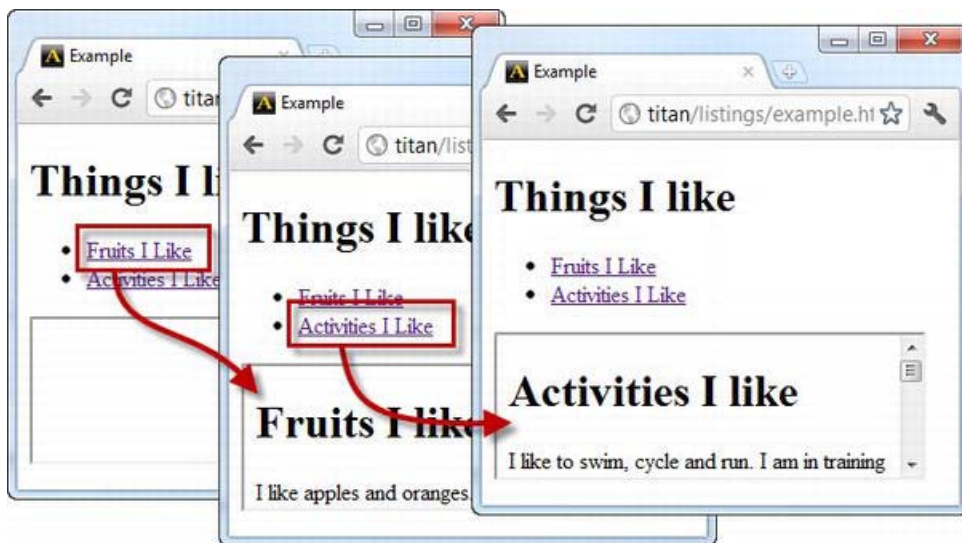 Example
titar
Things I li
Fruits I Like
Activities I Like
Example
titan/list
Things I like
Fruits I Like
Activities I Like
Fruits I like
I like apples and oranges.
Example
titan/listings/example.ht
Things I like
Fruits I Like
Activities I Like
Activities I like
I like to swim, cycle and run. I am in training